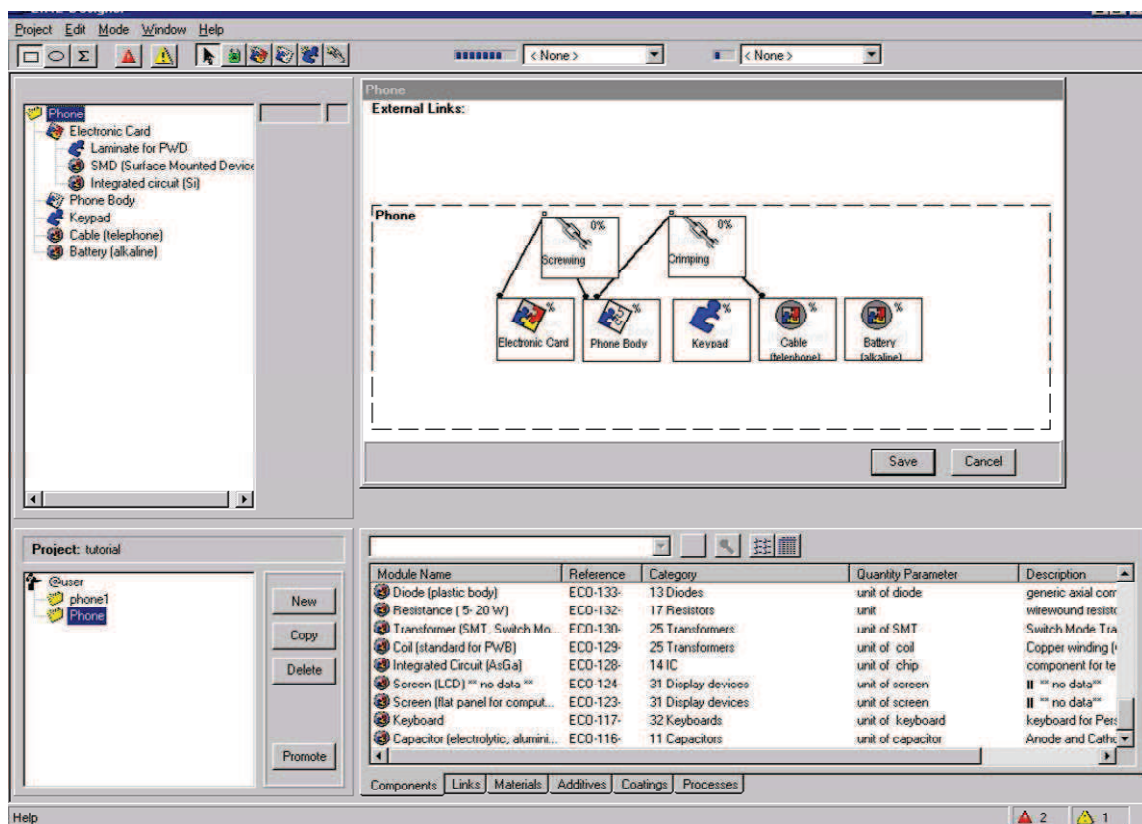 Designer
Project Edit Mode Window Help
Σ < None > < None >
Phone
Electronic Card
Laminate for PWD
SMD (Surface Mounted Device
Integrated circuit (Si)
Phone Body
Keypad
Cable (telephone)
Battery (alkaline)
Phone
External Links:
Phone
0% 0%
Screwing Crimping
% % % % %
Electronic Card Phone Body Keypad Cable (telephone) Battery (alkaline)
Save Cancel
Project: tutorial
@user
phone1
Phone
New
Copy
Delete
Promote
Module Name Reference Category Quantity Parameter Description
Diode (plastic body) ECO-133- 13 Diodes unit of diode generic axial com
Resistance ( 5- 20 W) ECO-132- 17 Resistors unit wirewound resisto
Transformer (SMT, Switch Mo... ECO-130- 25 Transformers unit of SMT Switch Mode Tra
Coil (standard for PWB) ECO-129- 25 Transformers unit of coil Copper winding (
Integrated Circuit (AsGa) ECO-128- 14 IC unit of chip component for te
Screen (LCD) ** no data ** ECO-124- 31 Display devices unit of screen || ** no data**
Screen (flat panel for comput... ECO-123- 31 Display devices unit of screen || ** no data**
Keyboard ECO-117- 32 Keyboards unit of keyboard keyboard for Pers
Capacitor (electrolytic, alumini... ECO-116- 11 Capacitors unit of capacitor Anode and Cath
Components Links Materials Additives Coatings Processes
Help 2 1